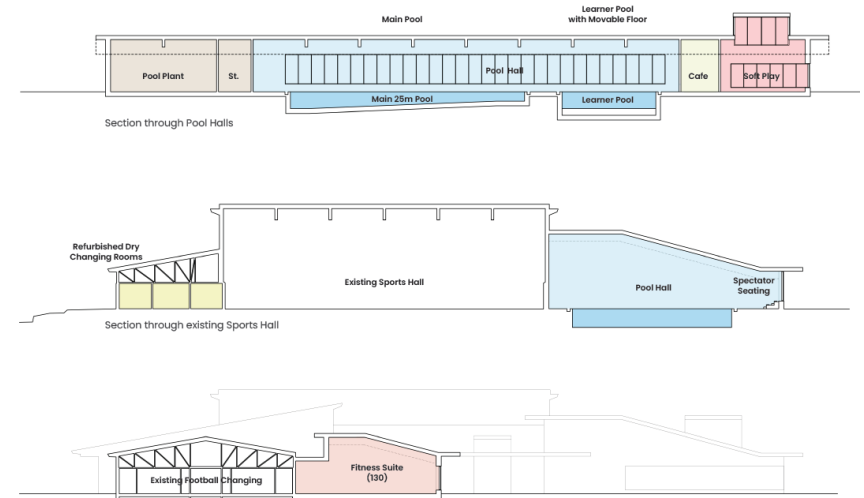 Main Pool
Learner Pool
with Movable Floor
Pool Plant
St.
Pool Hall
Cafe
Soft Play
Main 25m Pool
Learner Pool
Section through Pool Halls
Refurbished Dry
Changing Rooms
Existing Sports Hall
Pool Hall
Spectator
Seating
Section through existing Sports Hall
Existing Football Changing
Fitness Suite
(130)